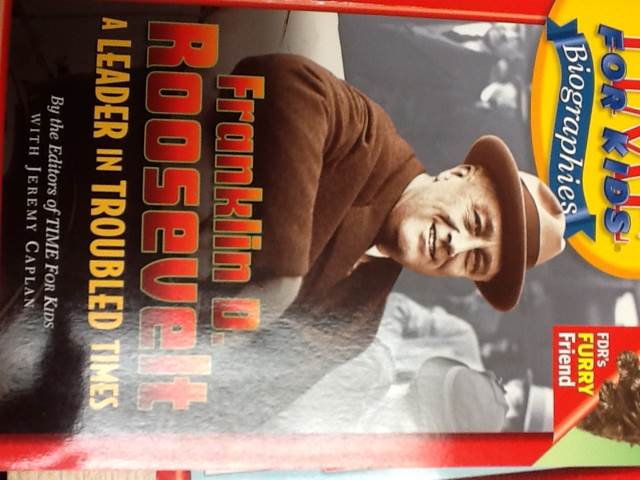 FOR KIDS
Biographies
FDR's
FURRY
Friend
Franklin D.
ROOSEVELT
A LEADER IN TROUBLED TIMES
By the Editors of TIME FOR KIDS
WITH JEREMY CAPLAN